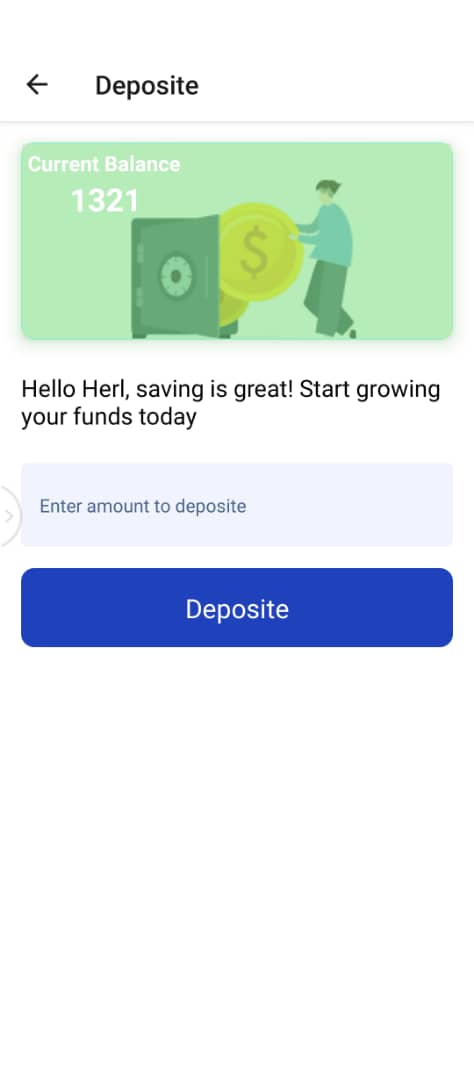 Deposite
Current Balance
1321
$
Hello Herl, saving is great! Start growing
your funds today
Enter amount to deposite
Deposite